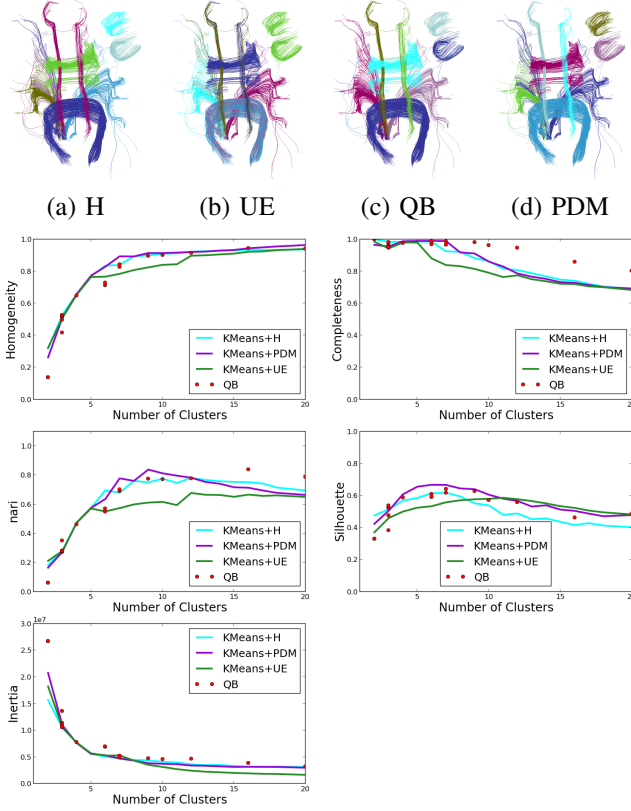 (a) H (b) UE (c) QB (d) PDM
Homogeneity
1.0
0.8
0.6
0.4
0.2
0.0
5 10 15 20
Number of Clusters
KMeans+H
KMeans+PDM
KMeans+UE
QB
Completeness
1.0
0.8
0.6
0.4
0.2
0.0
5 10 15 20
Number of Clusters
KMeans+H
KMeans+PDM
KMeans+UE
QB
nari
1.0
0.8
0.6
0.4
0.2
0.0
5 10 15 20
Number of Clusters
KMeans+H
KMeans+PDM
KMeans+UE
QB
Silhouette
1.0
0.8
0.6
0.4
0.2
0.0
5 10 15 20
Number of Clusters
KMeans+H
KMeans+PDM
KMeans+UE
QB
Inertia
1e7
3.0
2.5
2.0
1.5
1.0
0.5
0.0
5 10 15 20
Number of Clusters
KMeans+H
KMeans+PDM
KMeans+UE
QB